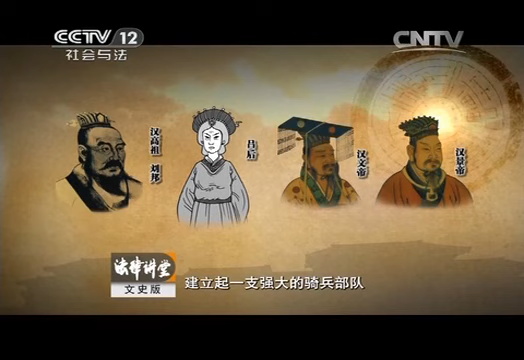 CCTV 12
社会与法
CNTV
汉高祖 刘邦
吕后
汉文帝
汉景帝
法律讲堂
文史版
建立起一支强大的骑兵部队